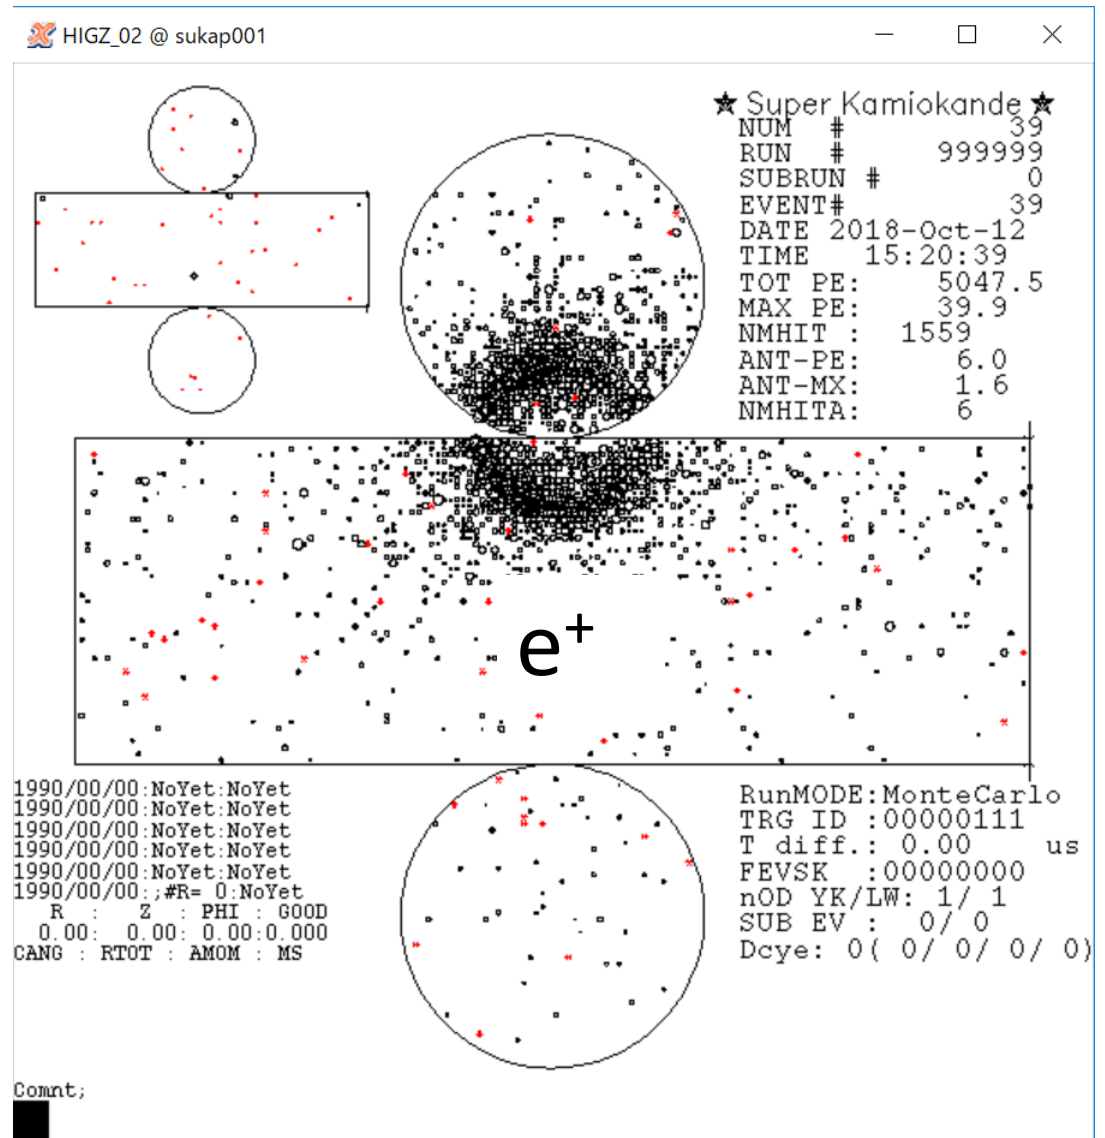 HIGZ_02 @ sukap001
★ Super Kamiokande ★
NUM # 39
RUN # 999999
SUBRUN # 0
EVENT# 39
DATE 2018-Oct-12
TIME 15:20:39
TOT PE: 5047.5
MAX PE: 39.9
NMHIT : 1559
ANT-PE: 6.0
ANT-MX: 1.6
NMHITA: 6
e⁺
1990/00/00:NoYet:NoYet
1990/00/00:NoYet:NoYet
1990/00/00:NoYet:NoYet
1990/00/00:NoYet:NoYet
1990/00/00:NoYet:NoYet
1990/00/00:;#R= 0:NoYet
R : Z : PHI : GOOD
0.00: 0.00: 0.00:0.000
CANG : RTOT : AMOM : MS
RunMODE:MonteCarlo
TRG ID :00000111
T diff.: 0.00 us
FEVSK :00000000
nOD YK/LW: 1/ 1
SUB EV : 0/ 0
Dcye: 0( 0/ 0/ 0/ 0)
Comnt;